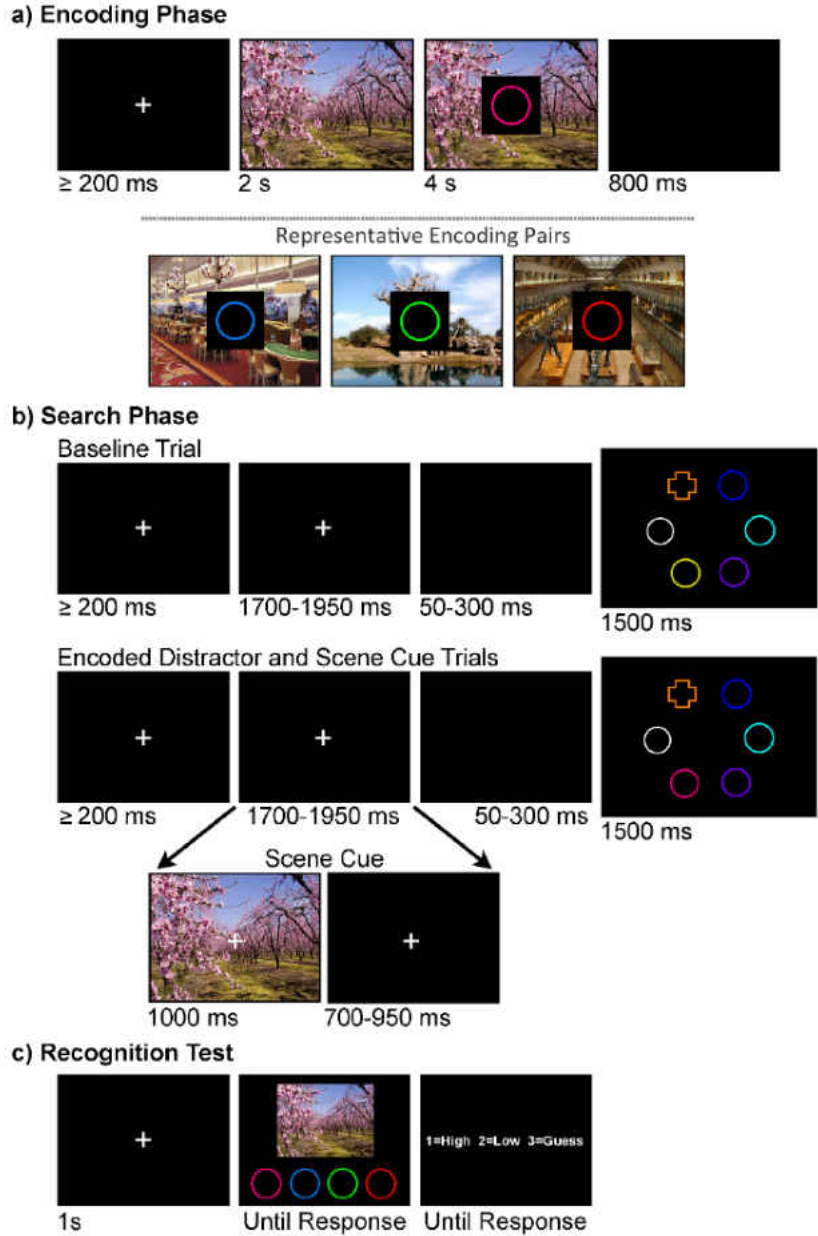 a) Encoding Phase
≥ 200 ms
2 s
4 s
800 ms
Representative Encoding Pairs
b) Search Phase
Baseline Trial
≥ 200 ms
1700-1950 ms
50-300 ms
1500 ms
Encoded Distractor and Scene Cue Trials
≥ 200 ms
1700-1950 ms
50-300 ms
1500 ms
Scene Cue
1000 ms
700-950 ms
c) Recognition Test
1=High 2=Low 3=Guess
1s
Until Response
Until Response